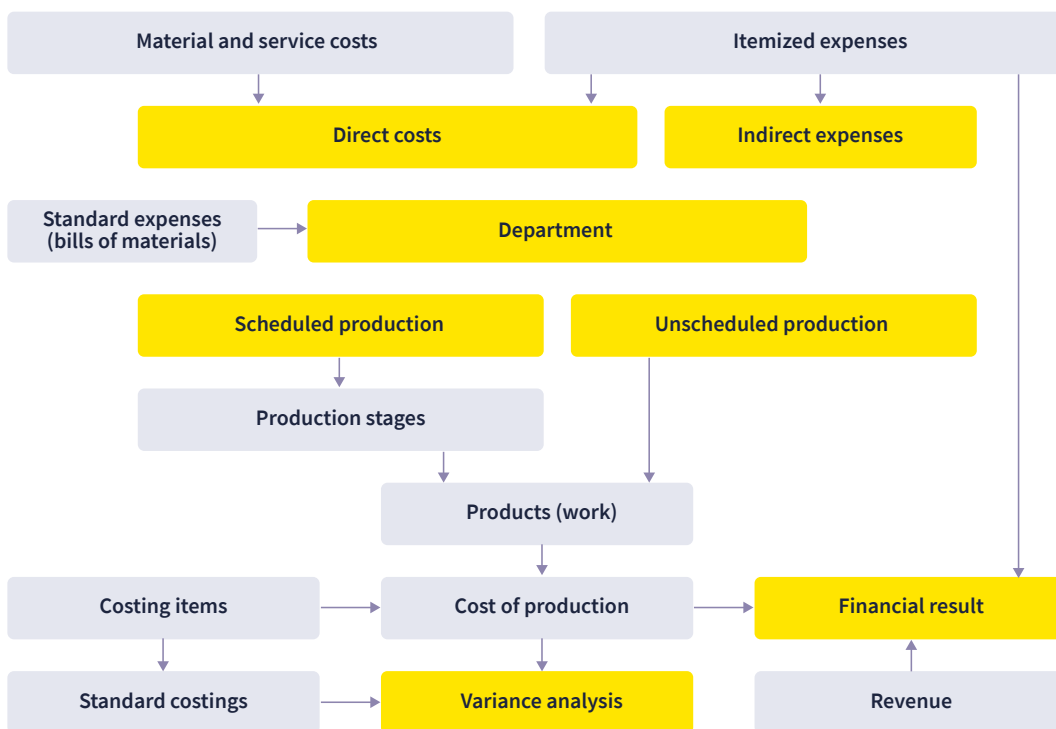 Material and service costs
Itemized expenses
Direct costs
Indirect expenses
Standard expenses
(bills of materials)
Department
Scheduled production
Unscheduled production
Production stages
Products (work)
Costing items
Cost of production
Financial result
Standard costings
Variance analysis
Revenue